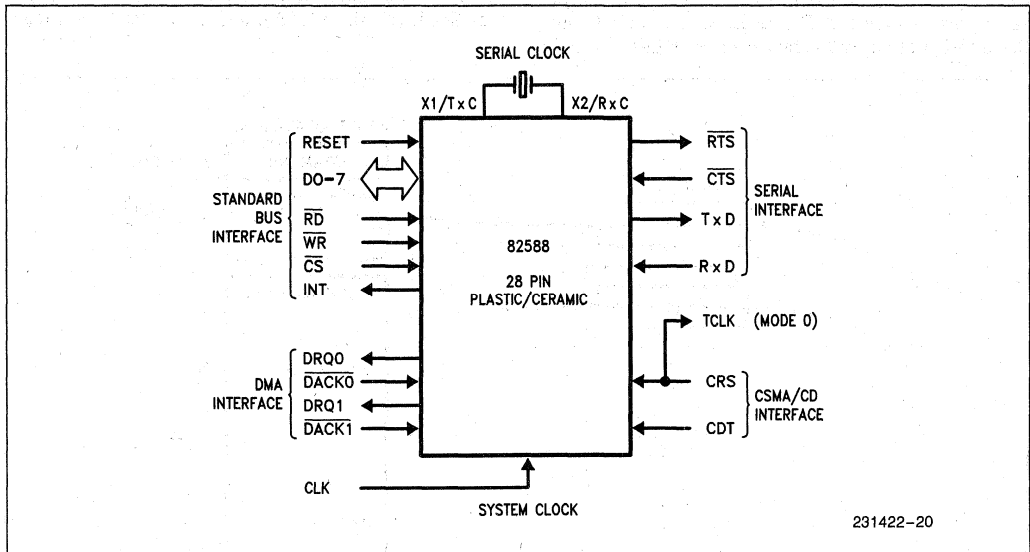 SERIAL CLOCK
X1/TxC
X2/RxC
STANDARD
BUS
INTERFACE
RESET
DO-7
RD
WR
CS
INT
DMA
INTERFACE
DRQ0
DACK0
DRQ1
DACK1
CLK
SYSTEM CLOCK
82588
28 PIN
PLASTIC/CERAMIC
RTS
CTS
TxD
RxD
SERIAL
INTERFACE
TCLK (MODE 0)
CRS
CDT
CSMA/CD
INTERFACE
231422-20